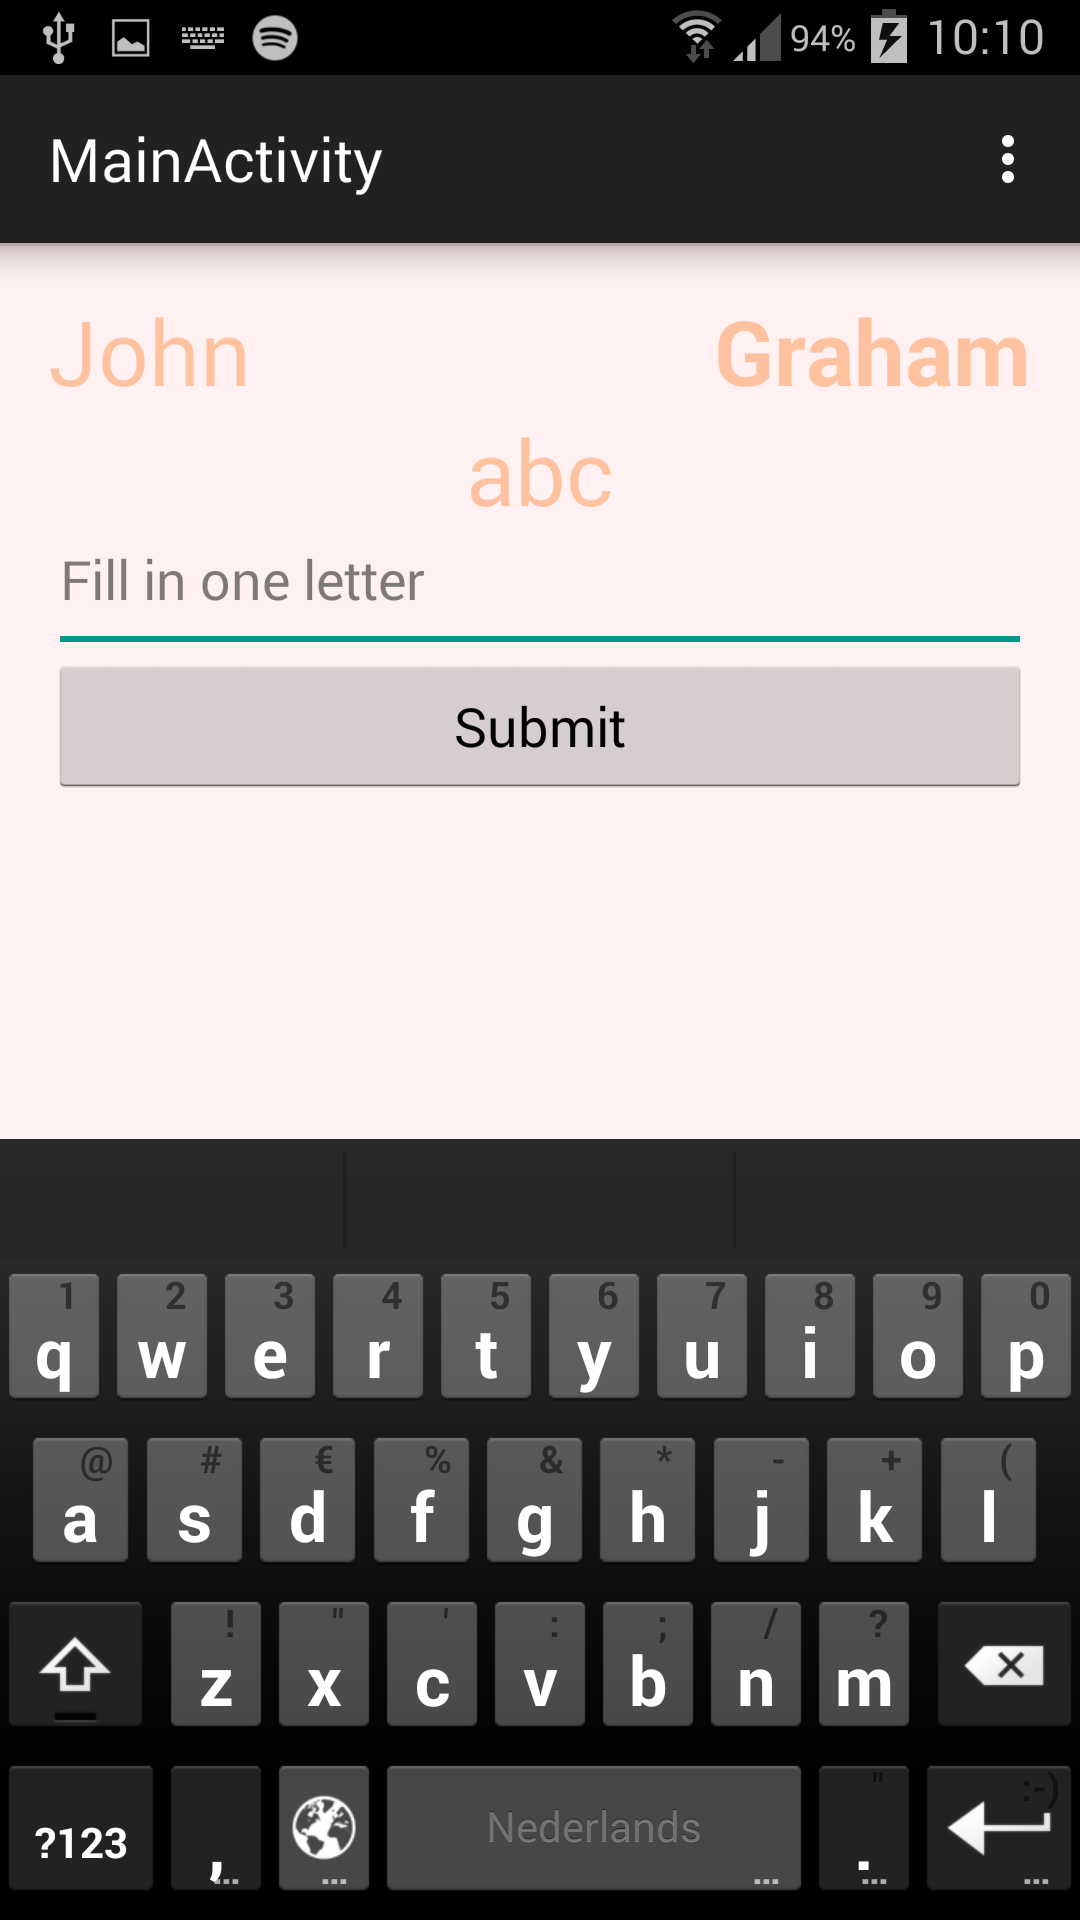 94% 10:10
MainActivity
John Graham
abc
Fill in one letter
Submit
1 2 3 4 5 6 7 8 9 0
q w e r t y u i o p
@ # € % & * - + (
a s d f g h j k l
! " ' : ; / ?
z x c v b n m
" :-)
?123 , ... ... Nederlands ... . ... ...